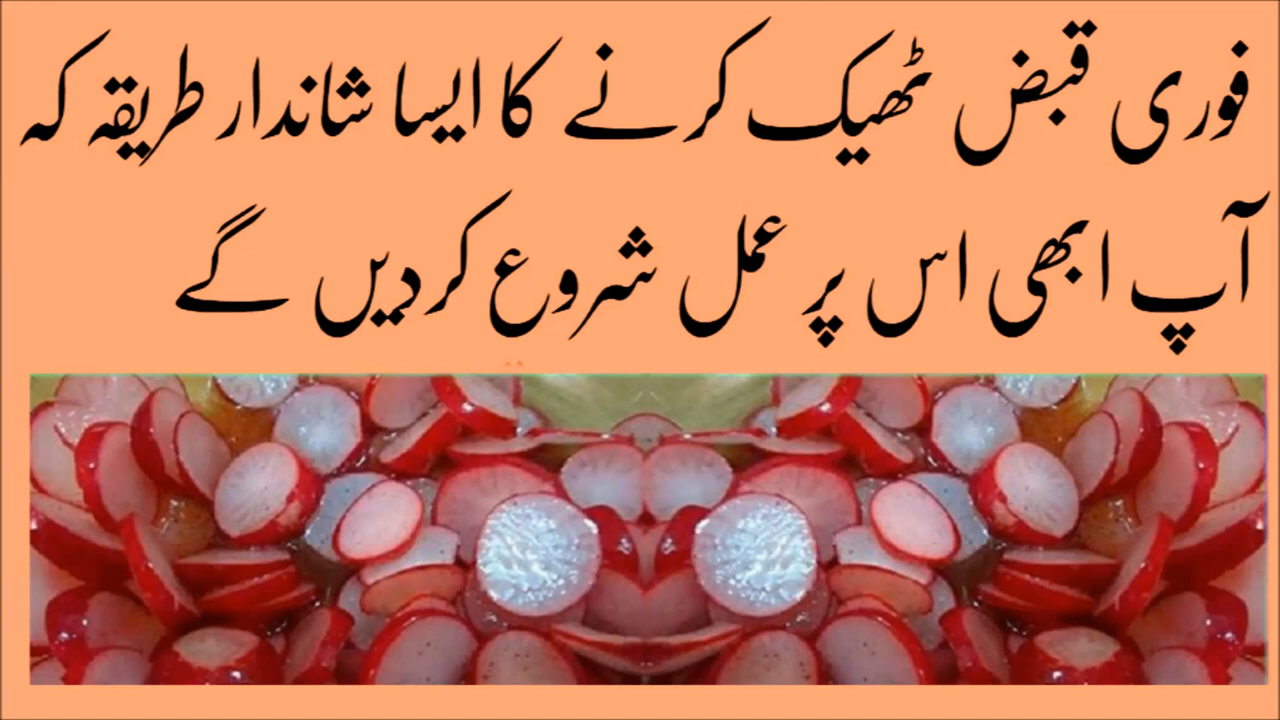 فوری قبض ٹھیک کرنے کا ایسا شاندار طریقہ کہ
آپ ابھی اس پر عمل شروع کردیں گے